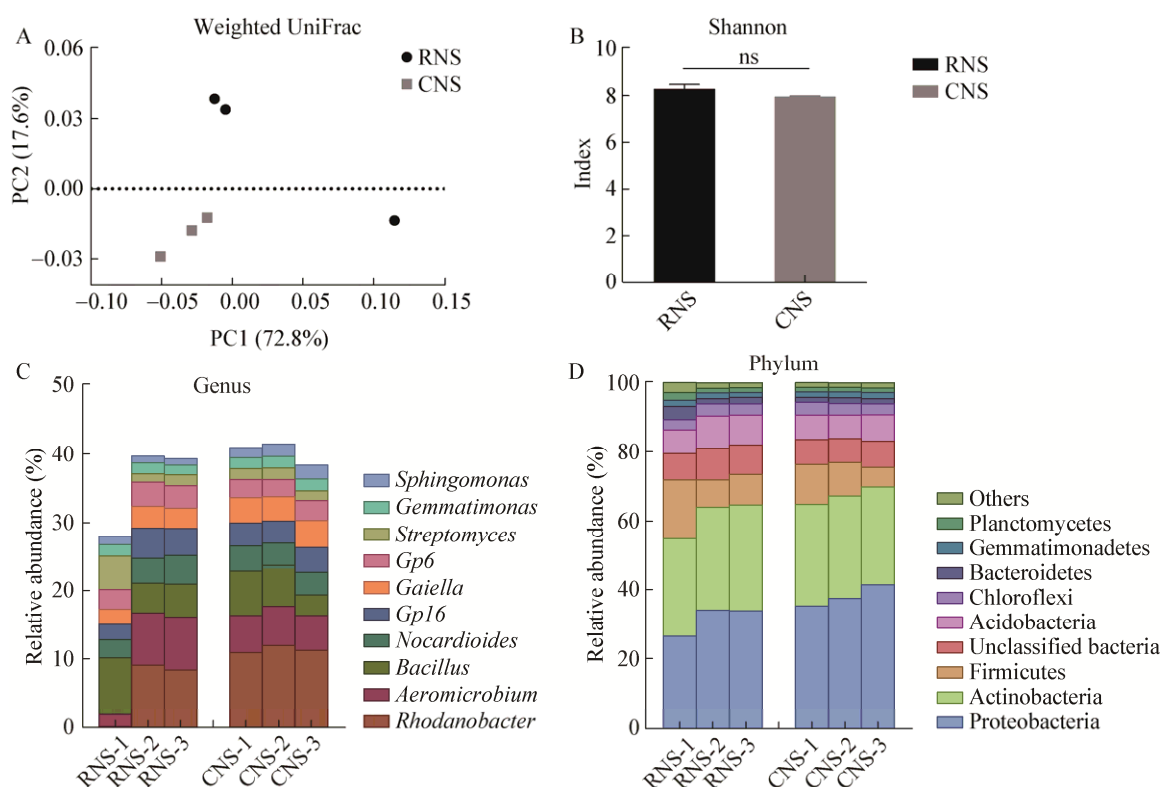 A
Weighted UniFrac
0.06
0.03
0.00
–0.03
PC2 (17.6%)
–0.10
–0.05
0.00
0.05
0.10
0.15
PC1 (72.8%)
RNS
CNS
B
Shannon
10
8
6
4
2
0
Index
ns
RNS
CNS
RNS
CNS
C
Genus
50
40
30
20
10
0
Relative abundance (%)
RNS-1
RNS-2
RNS-3
CNS-1
CNS-2
CNS-3
Sphingomonas
Gemmatimonas
Streptomyces
Gp6
Gaiella
Gp16
Nocardioides
Bacillus
Aeromicrobium
Rhodanobacter
D
Phylum
100
80
60
40
20
0
Relative abundance (%)
RNS-1
RNS-2
RNS-3
CNS-1
CNS-2
CNS-3
Others
Planctomycetes
Gemmatimonadetes
Bacteroidetes
Chloroflexi
Acidobacteria
Unclassified bacteria
Firmicutes
Actinobacteria
Proteobacteria